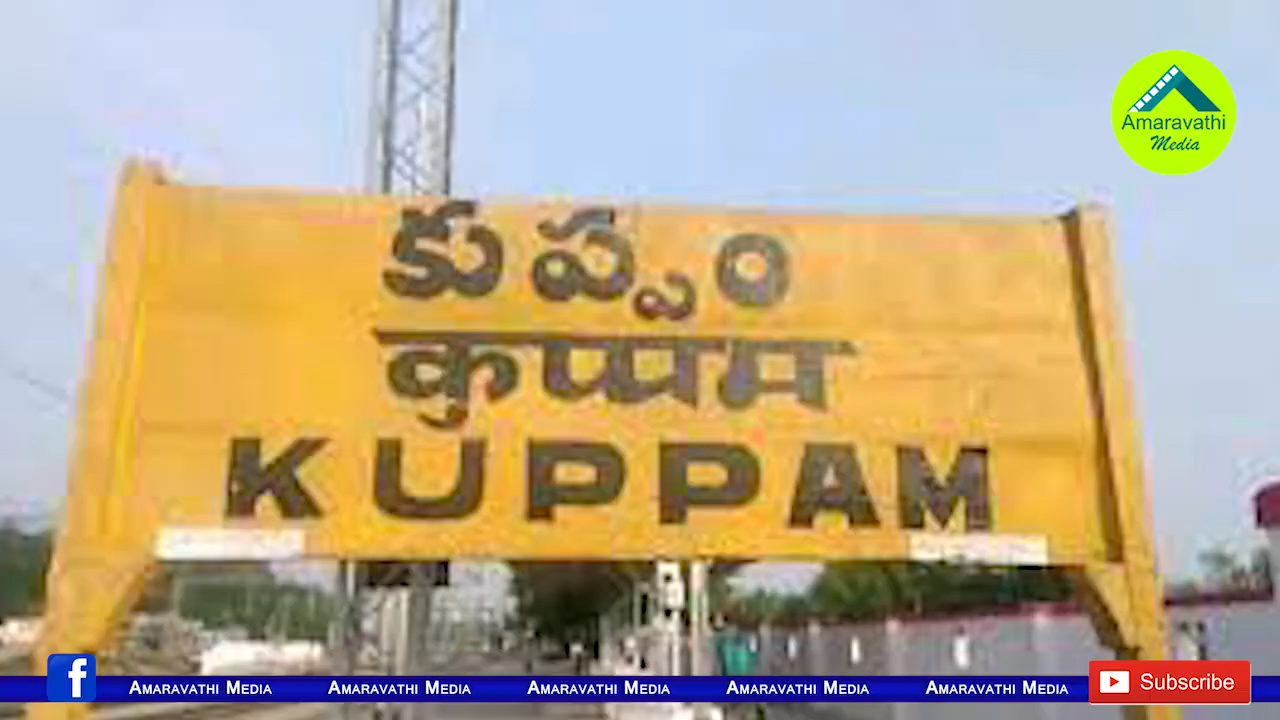 Amaravathi
Media
కుప్పం
कुप्पम
KUPPAM
f
AMARAVATHI MEDIA AMARAVATHI MEDIA AMARAVATHI MEDIA AMARAVATHI MEDIA AMARAVATHI MEDIA
Subscribe